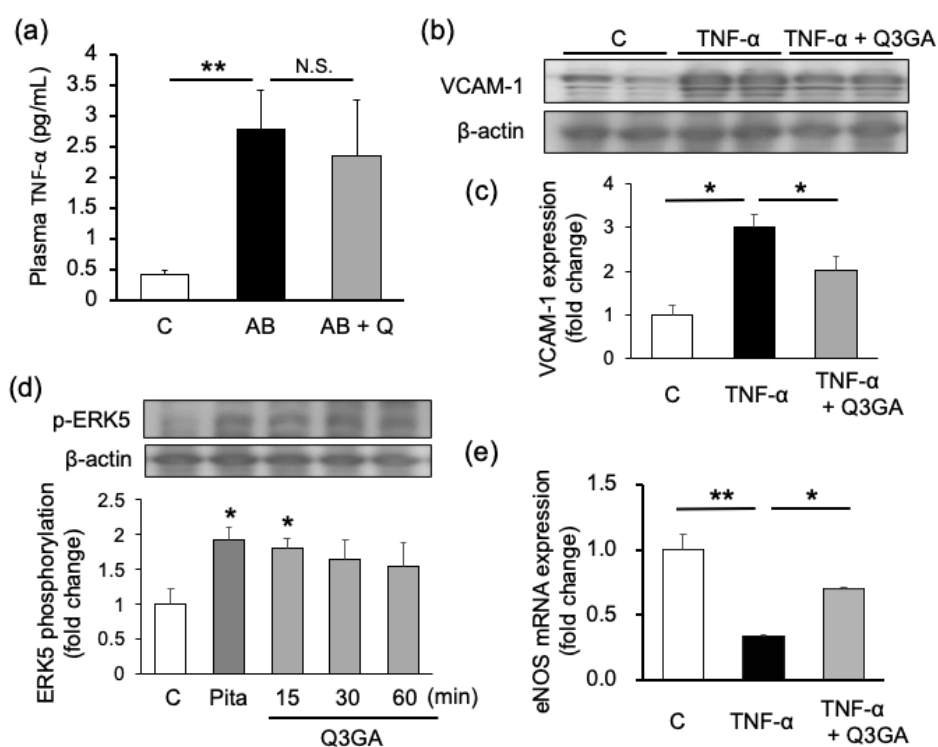 (a)
Plasma TNF-α (pg/mL)
4
3.5
3
2.5
2
1.5
1
0.5
0
**
N.S.
C AB AB + Q
(b)
C TNF-α TNF-α + Q3GA
VCAM-1
β-actin
(c)
VCAM-1 expression
(fold change)
4
3
2
1
0
* *
C TNF-α TNF-α
+ Q3GA
(d)
p-ERK5
β-actin
ERK5 phosphorylation
(fold change)
2.5
2
1.5
1
0.5
0
* *
C Pita 15 30 60 (min)
Q3GA
(e)
eNOS mRNA expression
(fold change)
1.5
1.0
0.5
0.0
** *
C TNF-α TNF-α
+ Q3GA